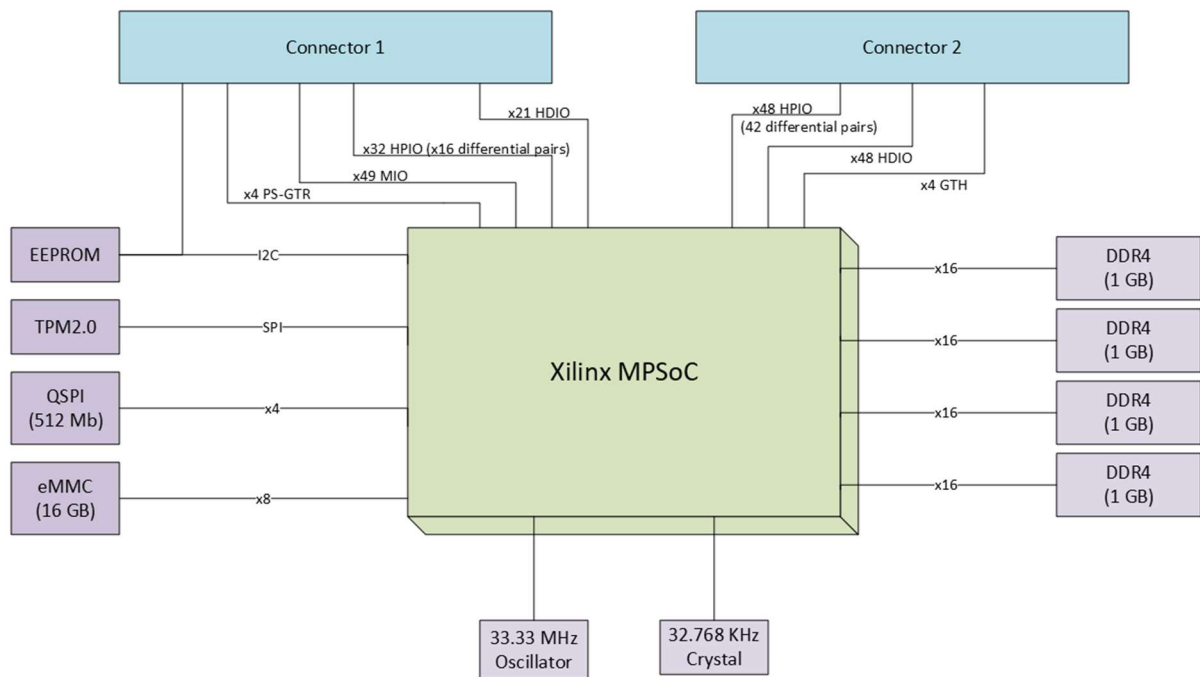 Connector 1
Connector 2
x21 HDIO
x48 HPIO
(42 differential pairs)
x32 HPIO (x16 differential pairs)
x48 HDIO
x49 MIO
x4 GTH
x4 PS-GTR
EEPROM
I2C
TPM2.0
SPI
QSPI
(512 Mb)
x4
eMMC
(16 GB)
x8
Xilinx MPSoC
x16
DDR4
(1 GB)
x16
DDR4
(1 GB)
x16
DDR4
(1 GB)
x16
DDR4
(1 GB)
33.33 MHz
Oscillator
32.768 KHz
Crystal